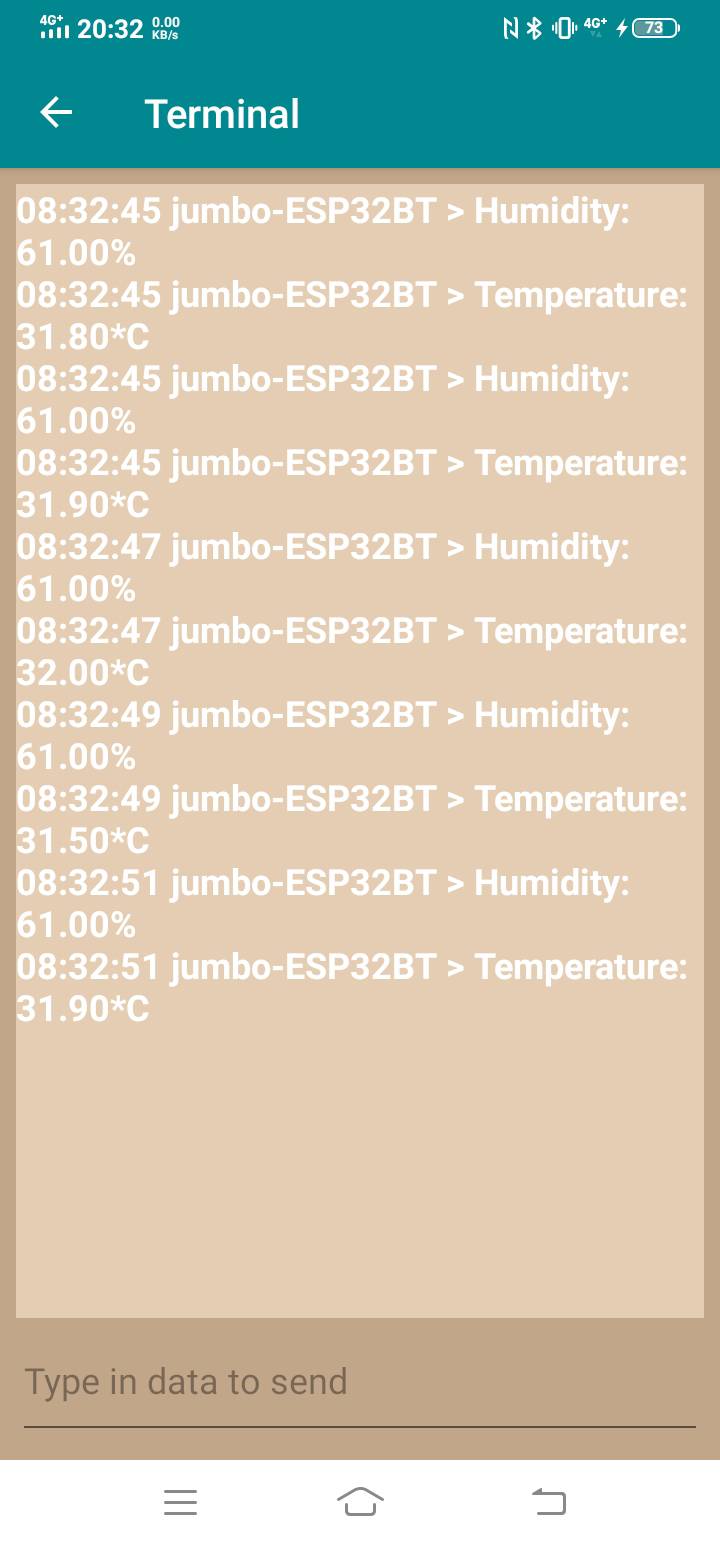 4G+ 20:32 0.00 KB/s 4G+ 73
Terminal
08:32:45 jumbo-ESP32BT > Humidity:
61.00%
08:32:45 jumbo-ESP32BT > Temperature:
31.80*C
08:32:45 jumbo-ESP32BT > Humidity:
61.00%
08:32:45 jumbo-ESP32BT > Temperature:
31.90*C
08:32:47 jumbo-ESP32BT > Humidity:
61.00%
08:32:47 jumbo-ESP32BT > Temperature:
32.00*C
08:32:49 jumbo-ESP32BT > Humidity:
61.00%
08:32:49 jumbo-ESP32BT > Temperature:
31.50*C
08:32:51 jumbo-ESP32BT > Humidity:
61.00%
08:32:51 jumbo-ESP32BT > Temperature:
31.90*C
Type in data to send